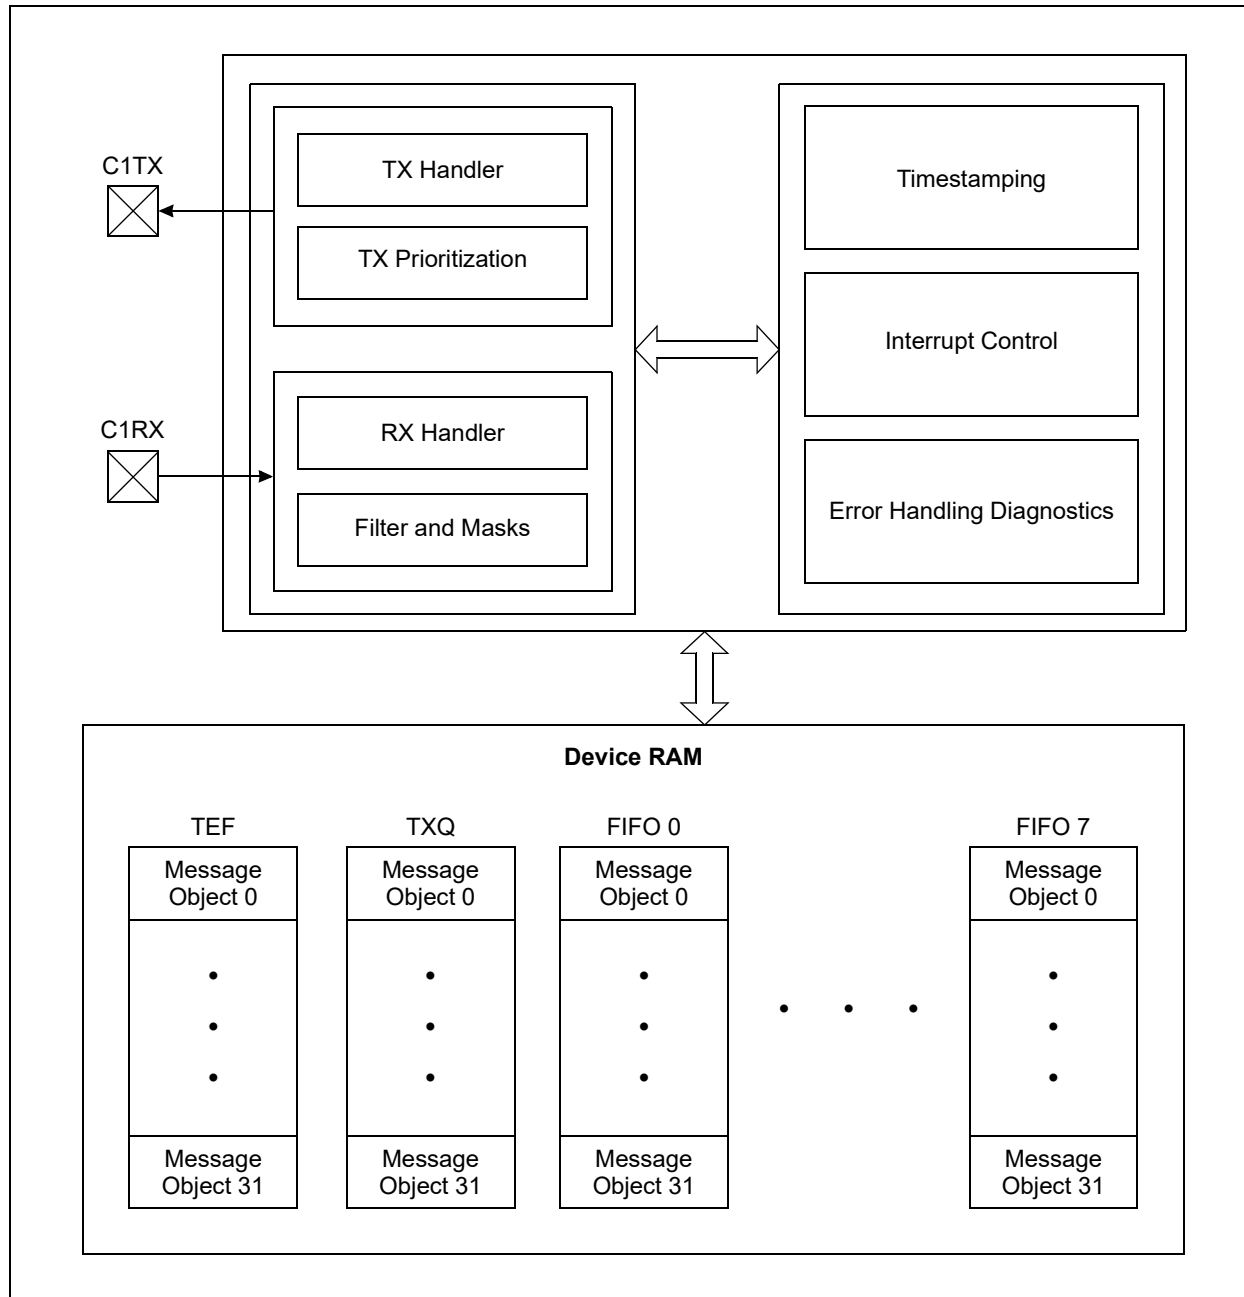 C1TX
TX Handler
TX Prioritization
C1RX
RX Handler
Filter and Masks
Timestamping
Interrupt Control
Error Handling Diagnostics
Device RAM
TEF
TXQ
FIFO 0
FIFO 7
Message
Object 0
Message
Object 0
Message
Object 0
Message
Object 0
Message
Object 31
Message
Object 31
Message
Object 31
Message
Object 31